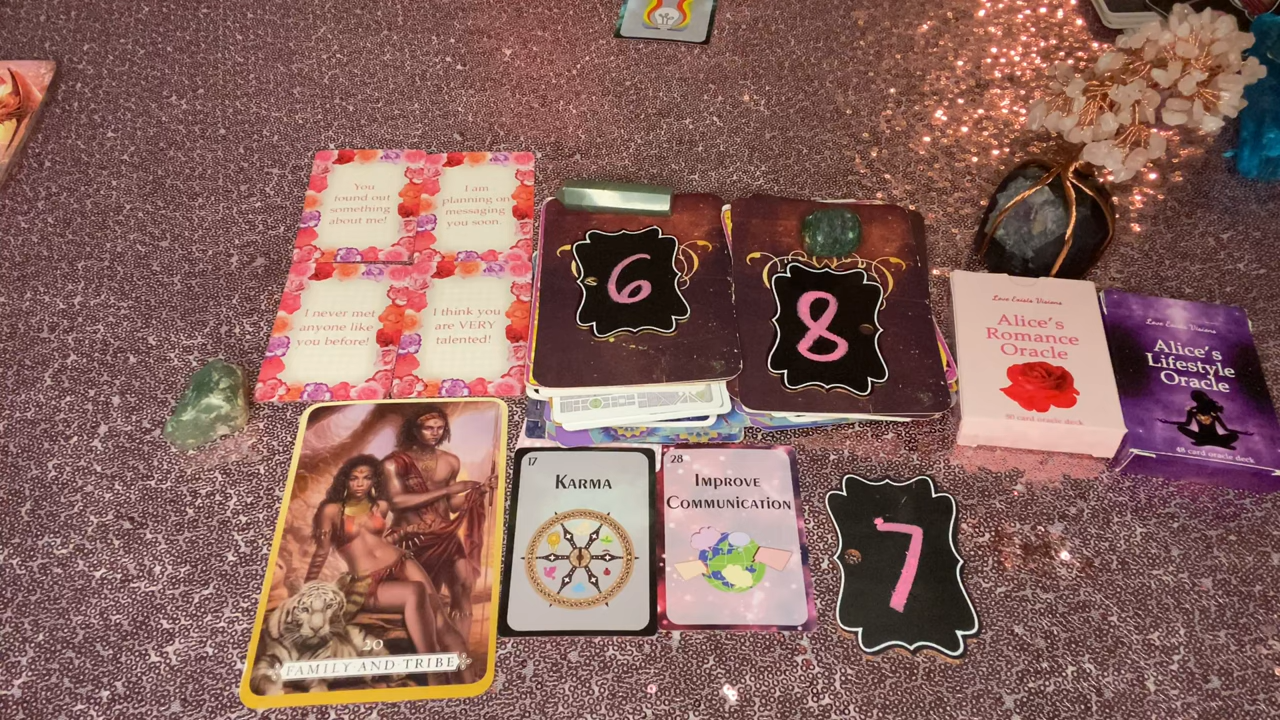 You
found out
something
about me!
I am
planning on
messaging
you soon.
I never met
anyone like
you before!
I think you
are VERY
talented!
6
8
Love Exists Visions
Alice's
Romance
Oracle
48 card oracle deck
Love Exists Visions
Alice's
Lifestyle
Oracle
48 card oracle deck
20
FAMILY AND TRIBE
17
KARMA
28
IMPROVE
COMMUNICATION
7